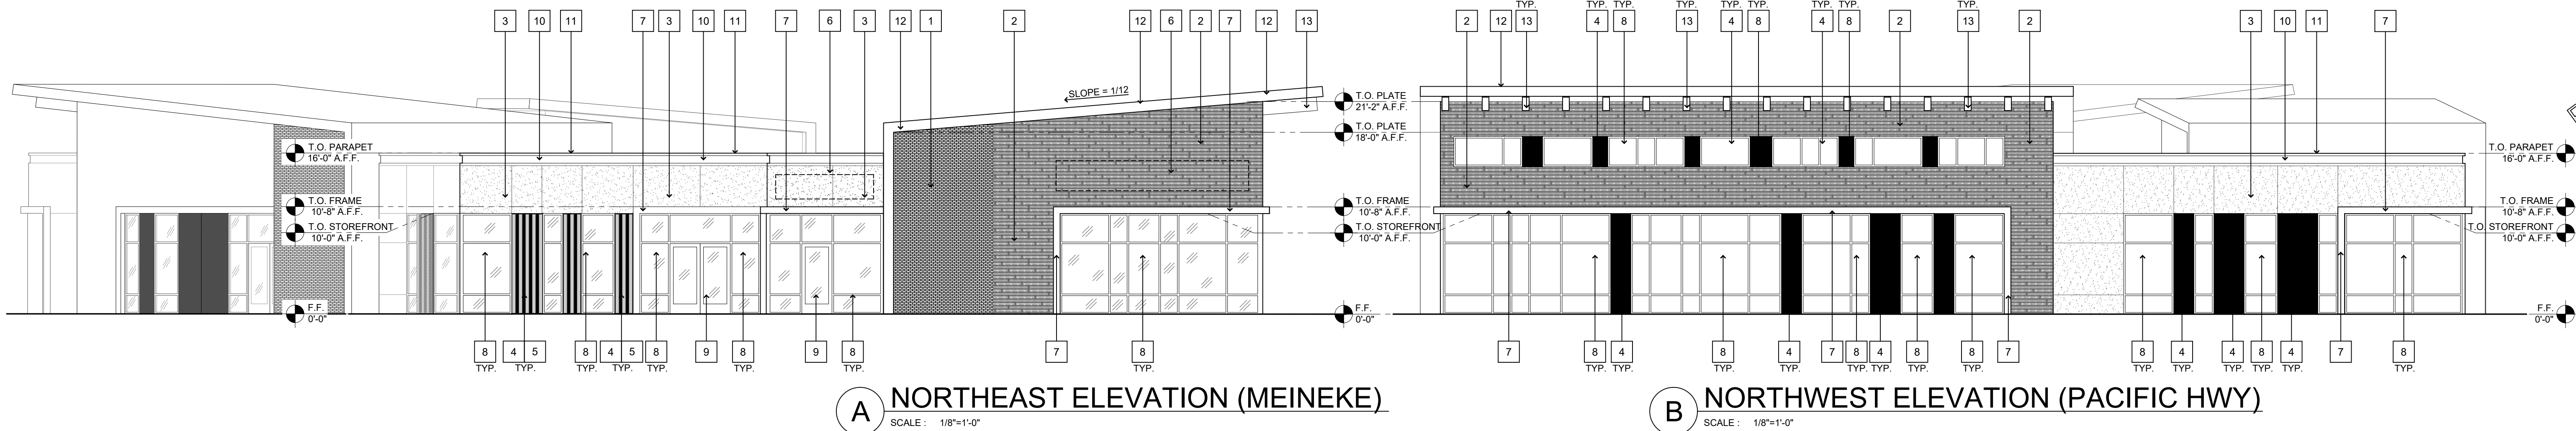 TYP. TYP. TYP. TYP. TYP. TYP. TYP. TYP. TYP.
3 10 11 7 3 10 11 7 6 3 12 1 2 12 6 2 7 12 13 2 12 13 4 8 13 4 8 4 8 2 13 2 3 10 11 7
SLOPE = 1/12
T.O. PLATE
21'-2" A.F.F.
T.O. PLATE
18'-0" A.F.F.
T.O. PARAPET
16'-0" A.F.F.
T.O. PARAPET
16'-0" A.F.F.
T.O. FRAME
10'-8" A.F.F.
T.O. FRAME
10'-8" A.F.F.
T.O. FRAME
10'-8" A.F.F.
T.O. STOREFRONT
10'-0" A.F.F.
T.O. STOREFRONT
10'-0" A.F.F.
T.O. STOREFRONT
10'-0" A.F.F.
F.F.
0'-0"
F.F.
0'-0"
F.F.
0'-0"
8 4 5 8 4 5 8 9 8 9 8 7 8 7 8 4 8 4 7 8 4 8 8 7 8 4 4 8 4 7 8
TYP. TYP. TYP. TYP. TYP. TYP. TYP. TYP. TYP. TYP. TYP. TYP. TYP. TYP. TYP. TYP. TYP. TYP. TYP. TYP. TYP. TYP.
A NORTHEAST ELEVATION (MEINEKE)
SCALE : 1/8"=1'-0"
B NORTHWEST ELEVATION (PACIFIC HWY)
SCALE : 1/8"=1'-0"